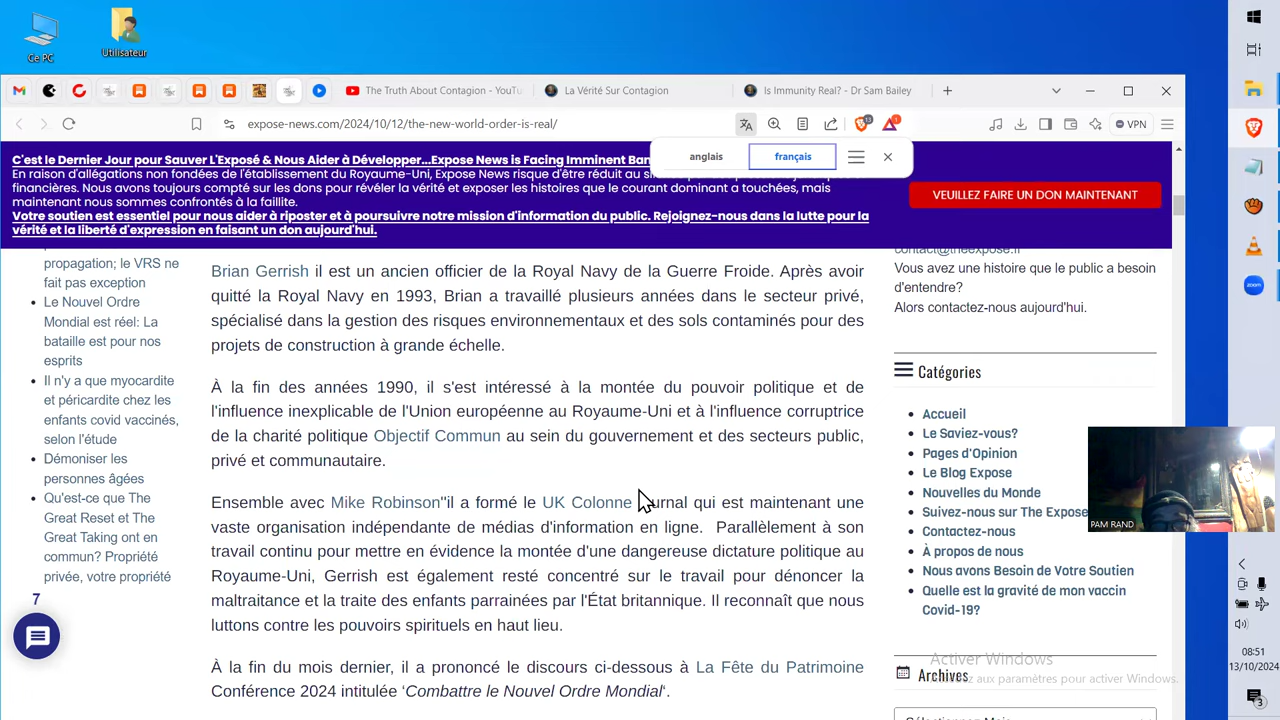 Ce PC
Utilisateur
The Truth About Contagion - YouTu
La Vérité Sur Contagion
Is Immunity Real? - Dr Sam Bailey
expose-news.com/2024/10/12/the-new-world-order-is-real/
VPN
anglais
français
C'est le Dernier Jour pour Sauver L'Exposé & Nous Aider à Développer...Expose News is Facing Imminent Ban
En raison d'allégations non fondées de l'établissement du Royaume-Uni, Expose News risque d'être réduit au
financières. Nous avons toujours compté sur les dons pour révéler la vérité et exposer les histoires que le courant dominant a touchées, mais
maintenant nous sommes confrontés à la faillite.
Votre soutien est essentiel pour nous aider à riposter et à poursuivre notre mission d'information du public. Rejoignez-nous dans la lutte pour la
vérité et la liberté d'expression en faisant un don aujourd'hui.
VEUILLEZ FAIRE UN DON MAINTENANT
propagation; le VRS ne
fait pas exception
Le Nouvel Ordre
Mondial est réel: La
bataille est pour nos
esprits
Il n'y a que myocardite
et péricardite chez les
enfants covid vaccinés,
selon l'étude
Démoniser les
personnes âgées
Qu'est-ce que The
Great Reset et The
Great Taking ont en
commun? Propriété
privée, votre propriété
7
Brian Gerrish il est un ancien officier de la Royal Navy de la Guerre Froide. Après avoir
quitté la Royal Navy en 1993, Brian a travaillé plusieurs années dans le secteur privé,
spécialisé dans la gestion des risques environnementaux et des sols contaminés pour des
projets de construction à grande échelle.
À la fin des années 1990, il s'est intéressé à la montée du pouvoir politique et de
l'influence inexplicable de l'Union européenne au Royaume-Uni et à l'influence corruptrice
de la charité politique Objectif Commun au sein du gouvernement et des secteurs public,
privé et communautaire.
Ensemble avec Mike Robinson''il a formé le UK Colonne Journal qui est maintenant une
vaste organisation indépendante de médias d'information en ligne. Parallèlement à son
travail continu pour mettre en évidence la montée d'une dangereuse dictature politique au
Royaume-Uni, Gerrish est également resté concentré sur le travail pour dénoncer la
maltraitance et la traite des enfants parrainées par l'État britannique. Il reconnaît que nous
luttons contre les pouvoirs spirituels en haut lieu.
À la fin du mois dernier, il a prononcé le discours ci-dessous à La Fête du Patrimoine
Conférence 2024 intitulée ‘Combattre le Nouvel Ordre Mondial‘.
contact@theexpose.fr
Vous avez une histoire que le public a besoin
d'entendre?
Alors contactez-nous aujourd'hui.
Catégories
Accueil
Le Saviez-vous?
Pages d'Opinion
Le Blog Expose
Nouvelles du Monde
Suivez-nous sur The Expose
Contactez-nous
À propos de nous
Nous avons Besoin de Votre Soutien
Quelle est la gravité de mon vaccin
Covid-19?
Archives
PAM RAND
Activer Windows
aux paramètres pour activer Windows.
zoom
08:51
13/10/2024
3